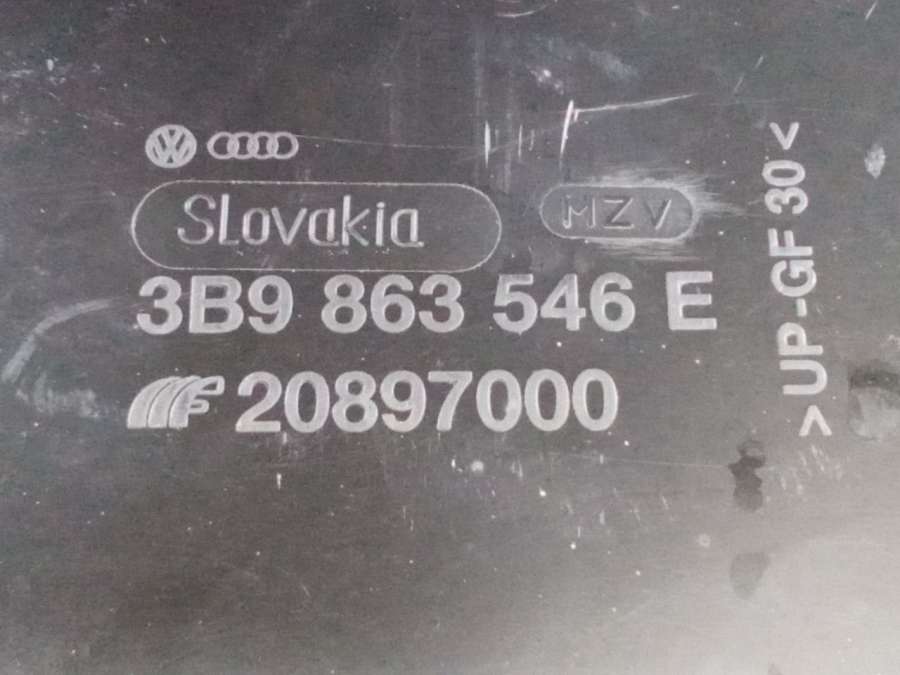 Slovakia MZV
3B9 863 546 E
20897000
>UP-GF 30<